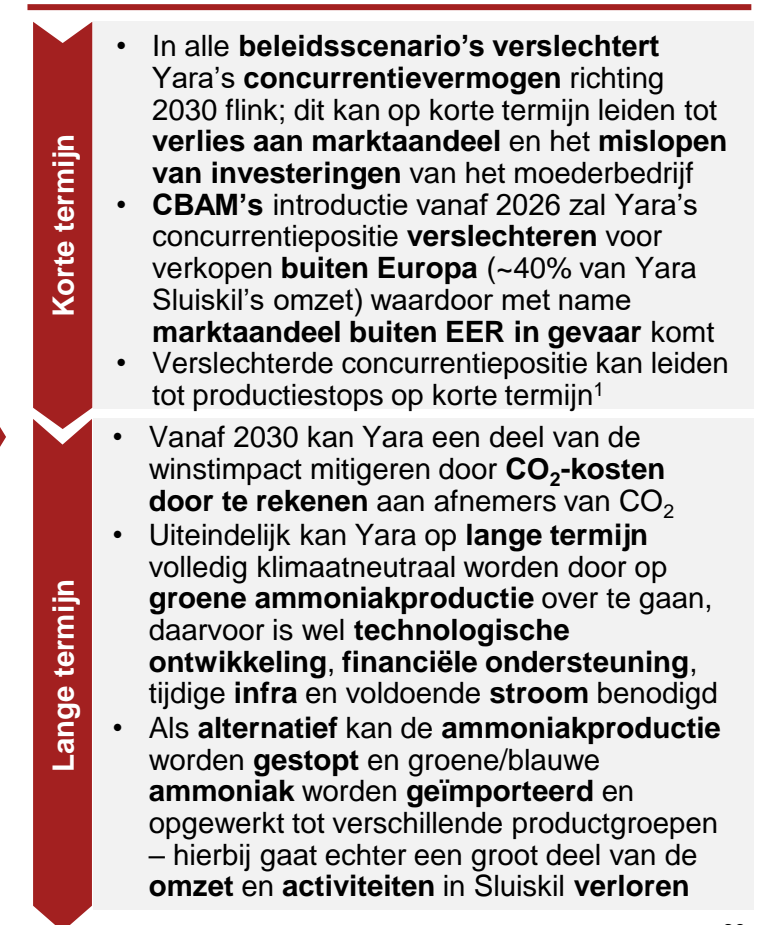 Korte termijn
• In alle beleidsscenario’s verslechtert
Yara’s concurrentievermogen richting
2030 flink; dit kan op korte termijn leiden tot
verlies aan marktaandeel en het mislopen
van investeringen van het moederbedrijf
• CBAM’s introductie vanaf 2026 zal Yara’s
concurrentiepositie verslechteren voor
verkopen buiten Europa (~40% van Yara
Sluiskil’s omzet) waardoor met name
marktaandeel buiten EER in gevaar komt
• Verslechterde concurrentiepositie kan leiden
tot productiestops op korte termijn¹
Lange termijn
• Vanaf 2030 kan Yara een deel van de
winstimpact mitigeren door CO₂-kosten
door te rekenen aan afnemers van CO₂
• Uiteindelijk kan Yara op lange termijn
volledig klimaatneutraal worden door op
groene ammoniakproductie over te gaan,
daarvoor is wel technologische
ontwikkeling, financiële ondersteuning,
tijdige infra en voldoende stroom benodigd
• Als alternatief kan de ammoniakproductie
worden gestopt en groene/blauwe
ammoniak worden geïmporteerd en
opgewerkt tot verschillende productgroepen
– hierbij gaat echter een groot deel van de
omzet en activiteiten in Sluiskil verloren